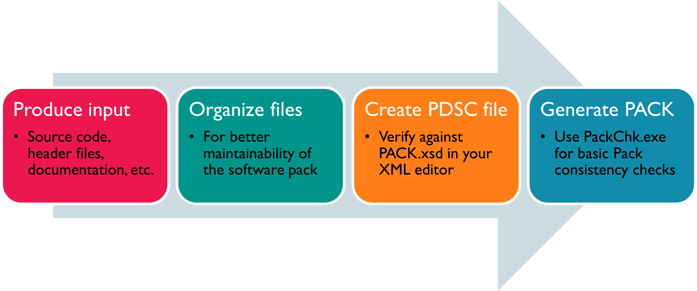 Produce input
• Source code,
header files,
documentation, etc.
Organize files
• For better
maintainability of
the software pack
Create PDSC file
• Verify against
PACK.xsd in your
XML editor
Generate PACK
• Use PackChk.exe
for basic Pack
consistency checks